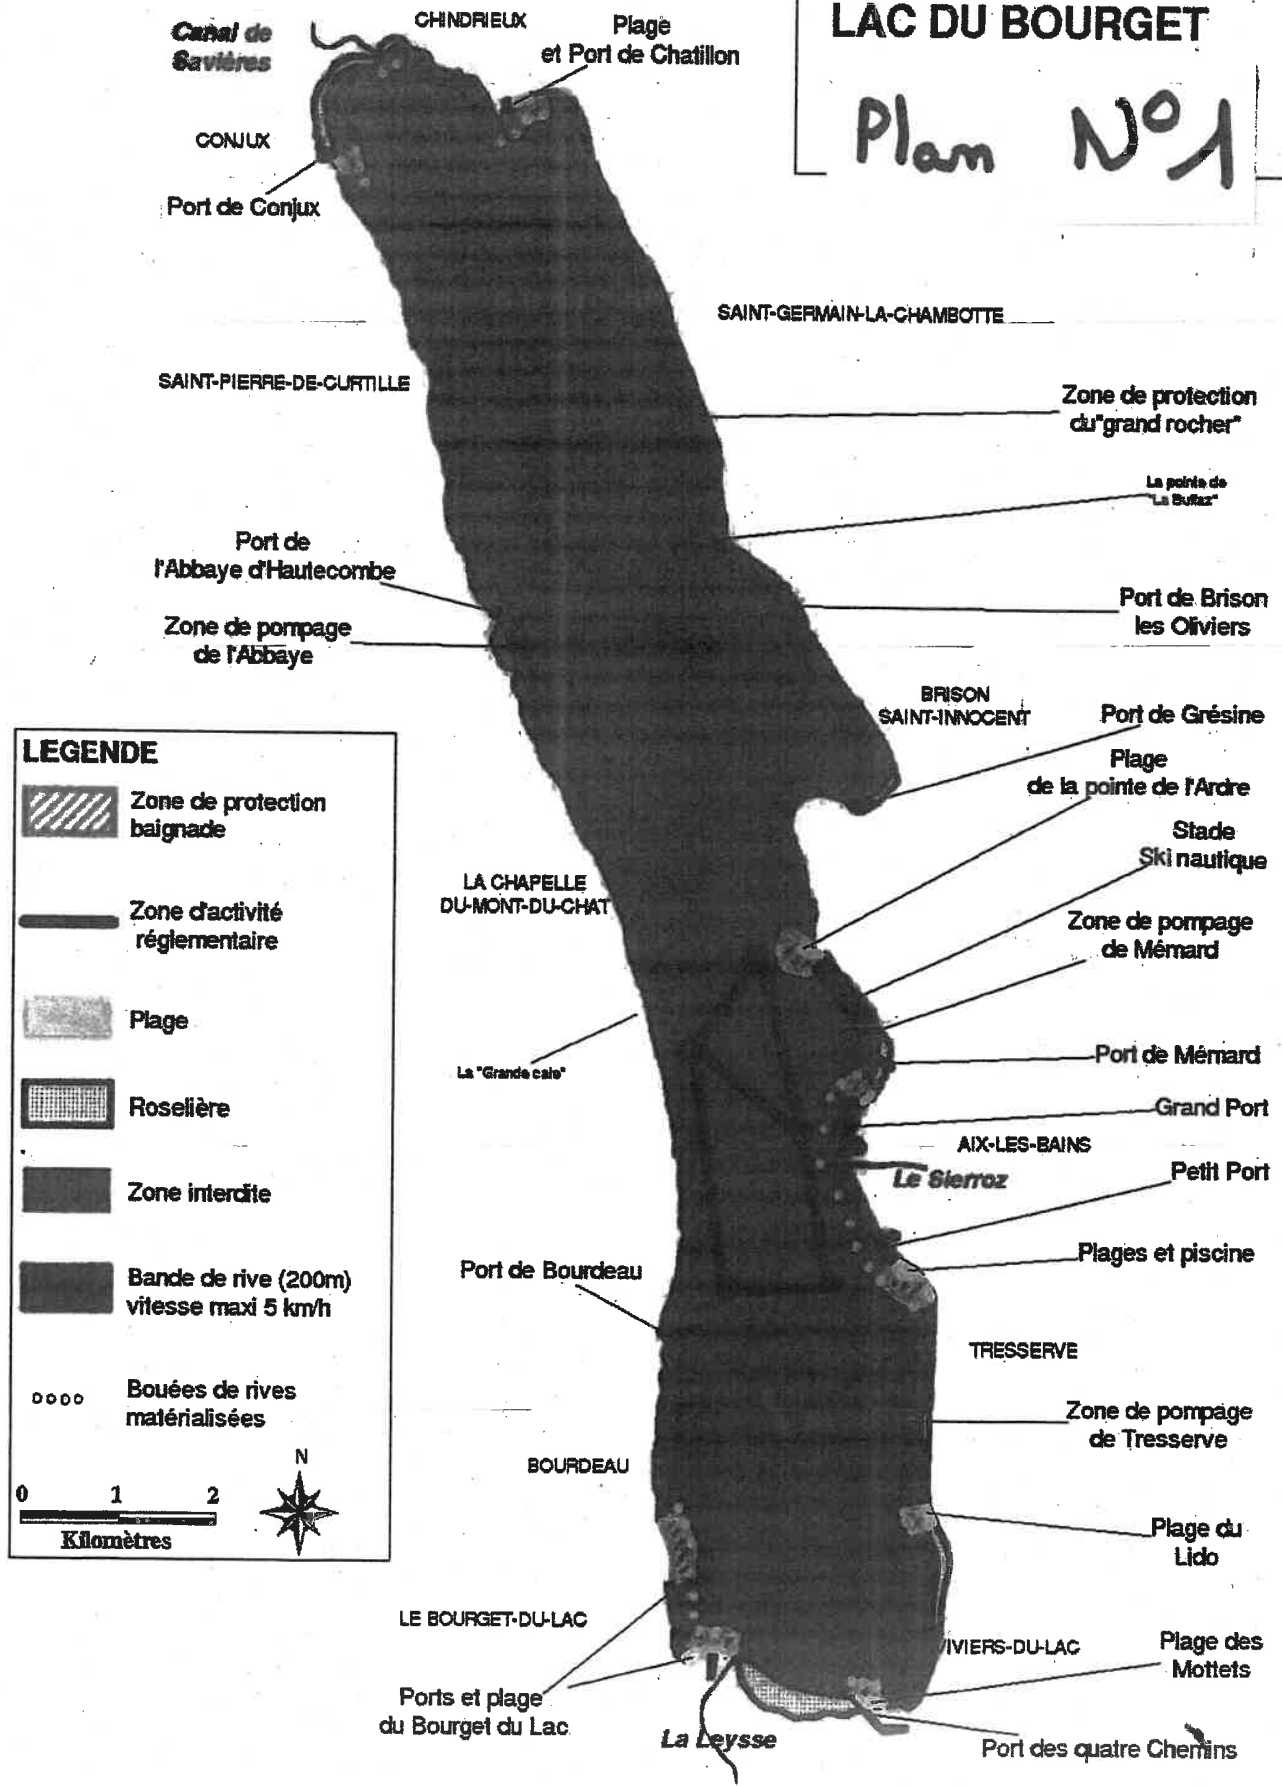 LAC DU BOURGET
Plan N°1
Canal de
Savières
CHINDRIEUX
Plage
et Port de Chatillon
CONJUX
Port de Conjux
SAINT-GERMAIN-LA-CHAMBOTTE
SAINT-PIERRE-DE-CURTILLE
Zone de protection
du"grand rocher"
La pointe de
"La Buffaz"
Port de
l'Abbaye d'Hautecombe
Port de Brison
les Oliviers
Zone de pompage
de l'Abbaye
BRISON
SAINT-INNOCENT
Port de Grésine
Plage
de la pointe de l'Ardre
Stade
Ski nautique
LA CHAPELLE
DU-MONT-DU-CHAT
Zone de pompage
de Mémard
La "Grande cale"
Port de Mémard
Grand Port
AIX-LES-BAINS
Le Sierroz
Petit Port
Plages et piscine
Port de Bourdeau
TRESSERVE
Zone de pompage
de Tresserve
BOURDEAU
Plage du
Lido
LE BOURGET-DU-LAC
IVIERS-DU-LAC
Plage des
Mottets
Ports et plage
du Bourget du Lac
La Leysse
Port des quatre Chemins
LEGENDE
Zone de protection
baignade
Zone d'activité
réglementaire
Plage
Roselière
Zone interdite
Bande de rive (200m)
vitesse maxi 5 km/h
Bouées de rives
matérialisées
N
0 1 2
Kilomètres